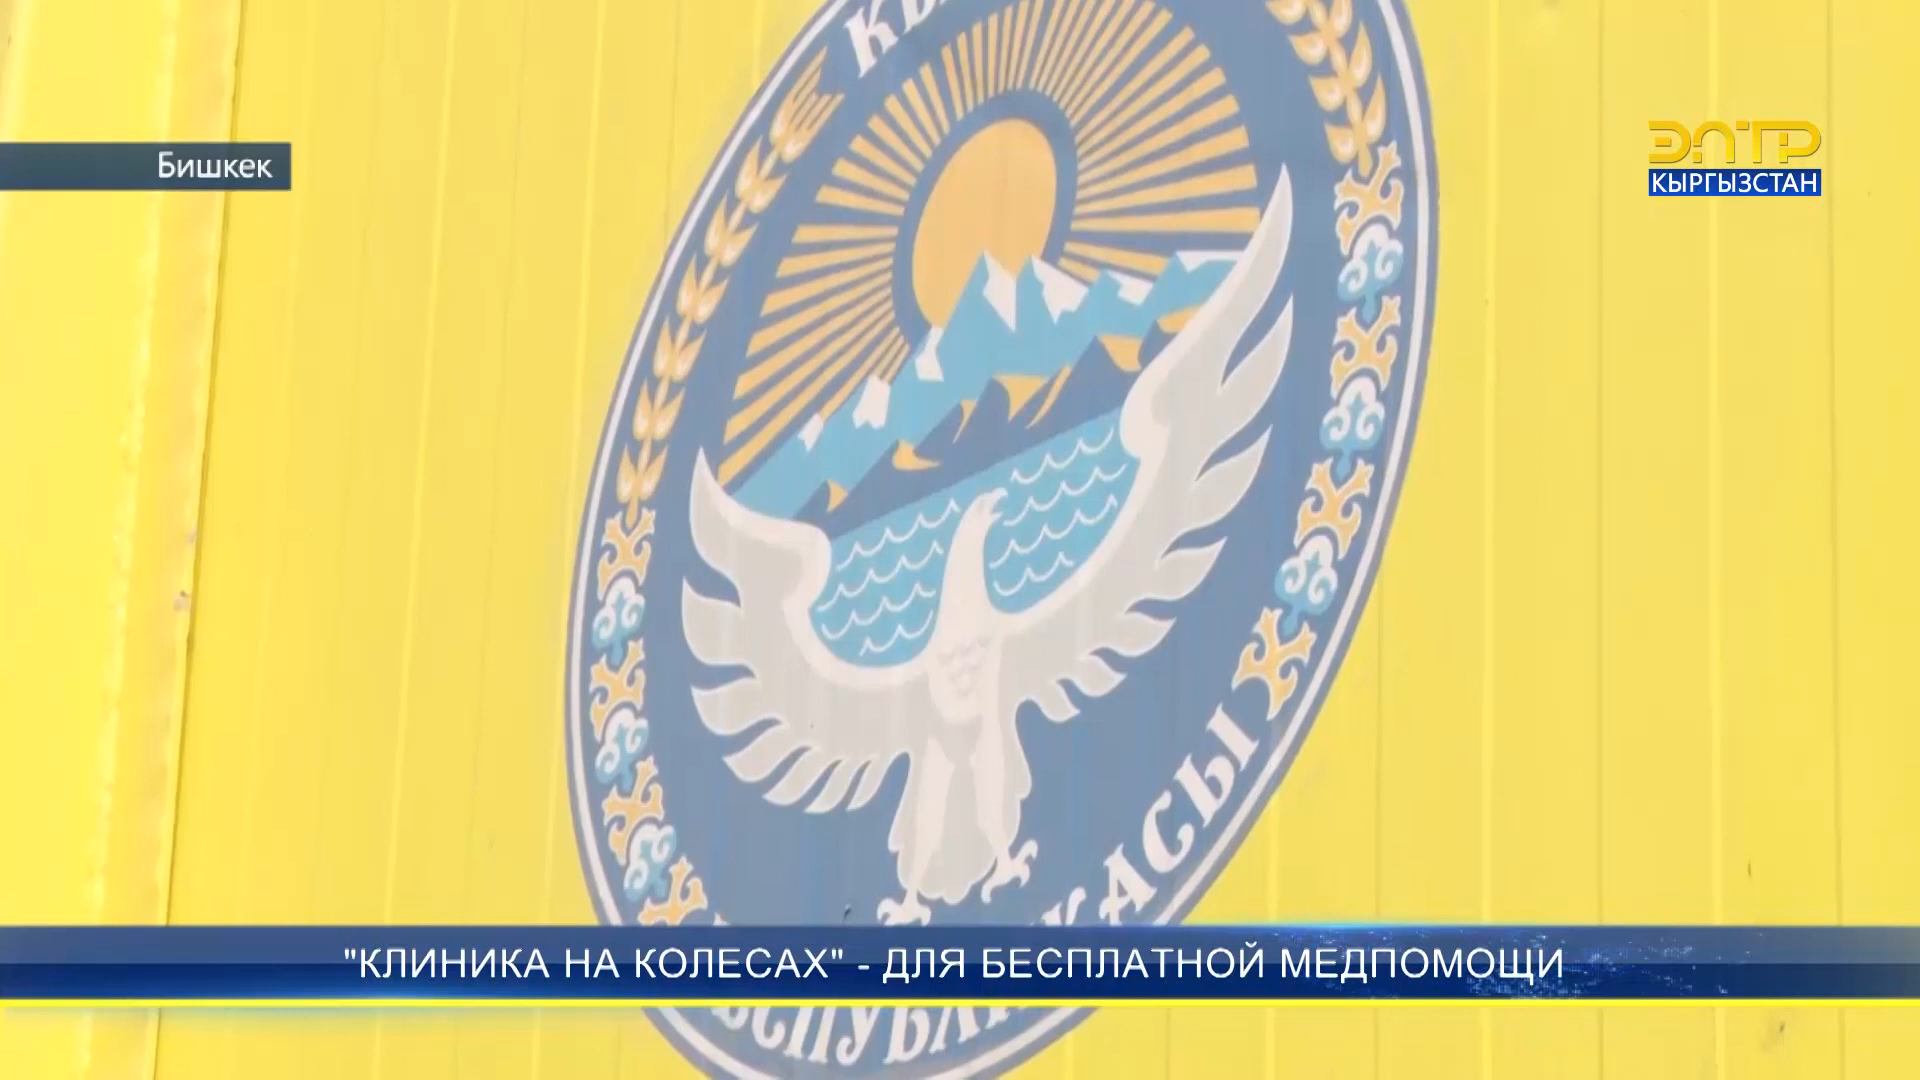 Бишкек
ЭЛТР
КЫРГЫЗСТАН
"КЛИНИКА НА КОЛЕСАХ" - ДЛЯ БЕСПЛАТНОЙ МЕДПОМОЩИ